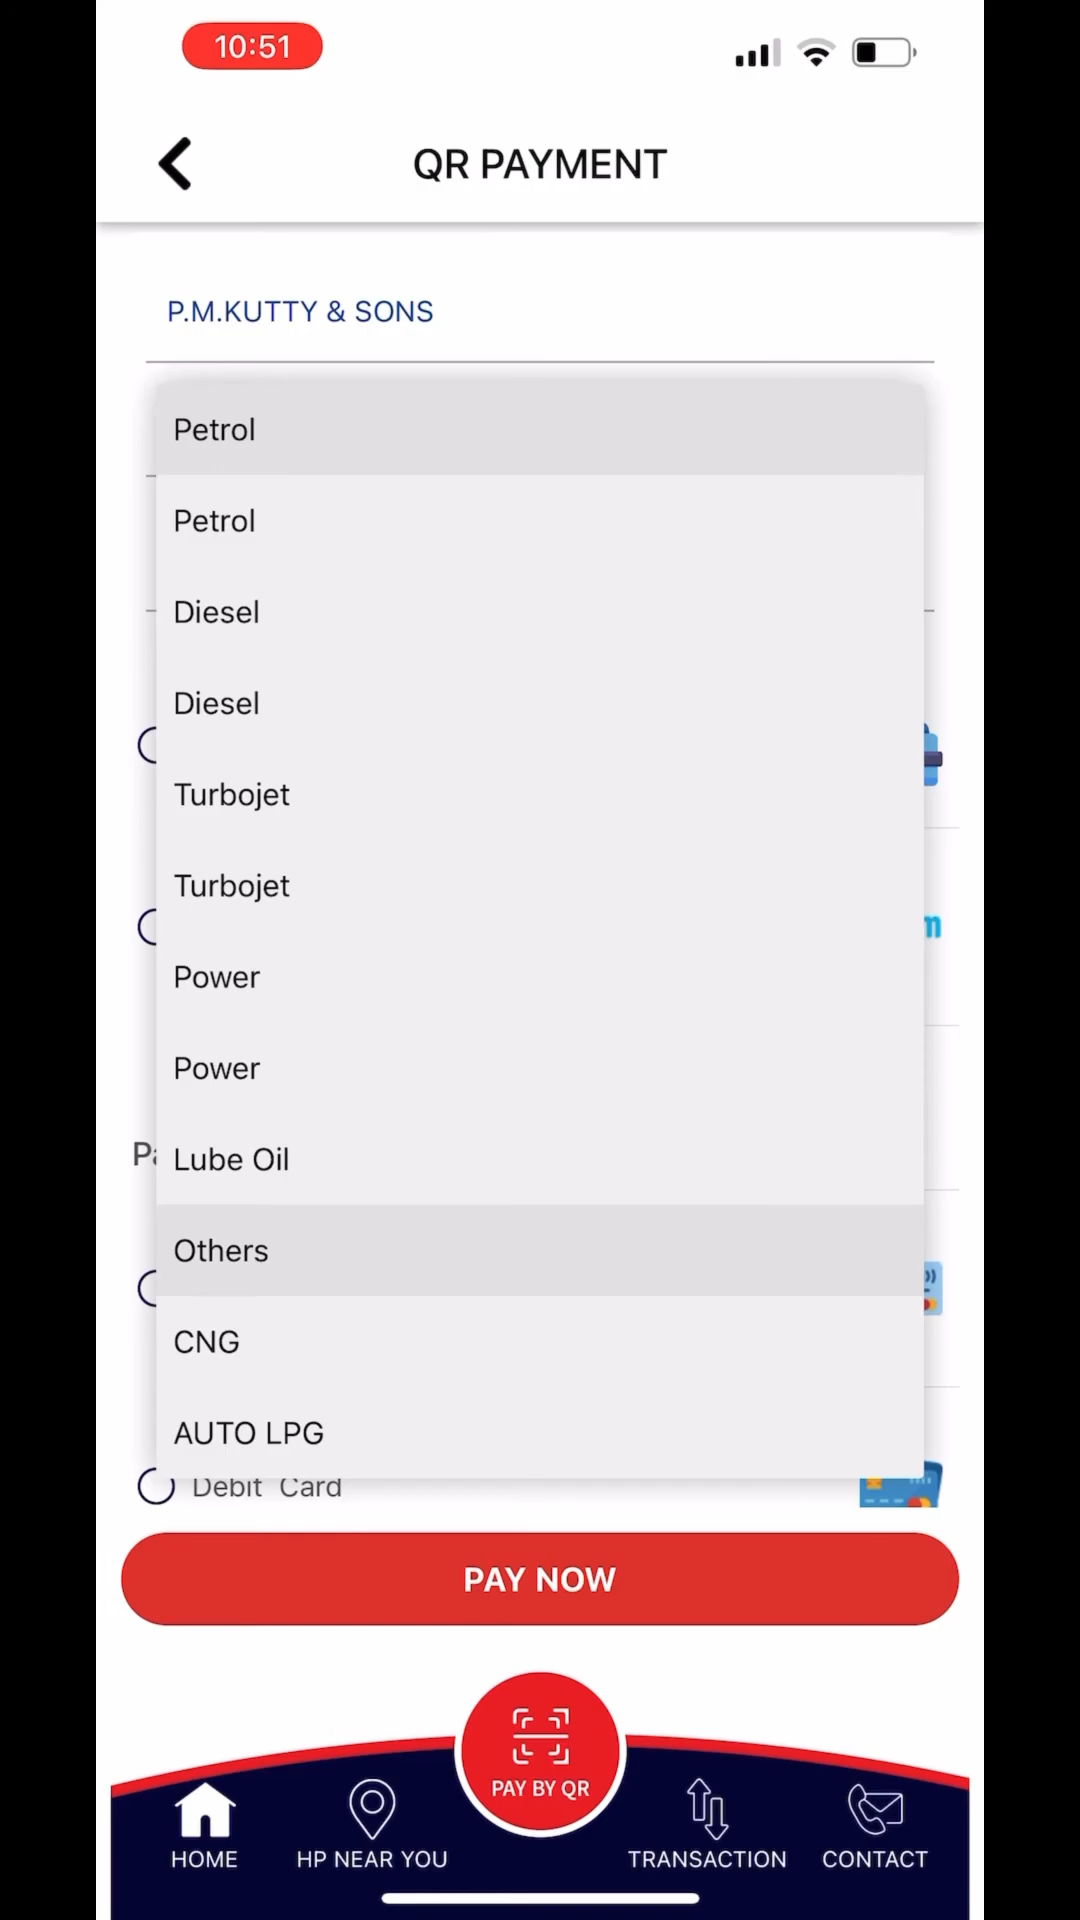 10:51
QR PAYMENT
P.M.KUTTY & SONS
Petrol
Petrol
Diesel
Diesel
Turbojet
Turbojet
Power
Power
Lube Oil
Others
CNG
AUTO LPG
Debit Card
PAY NOW
PAY BY QR
HOME
HP NEAR YOU
TRANSACTION
CONTACT